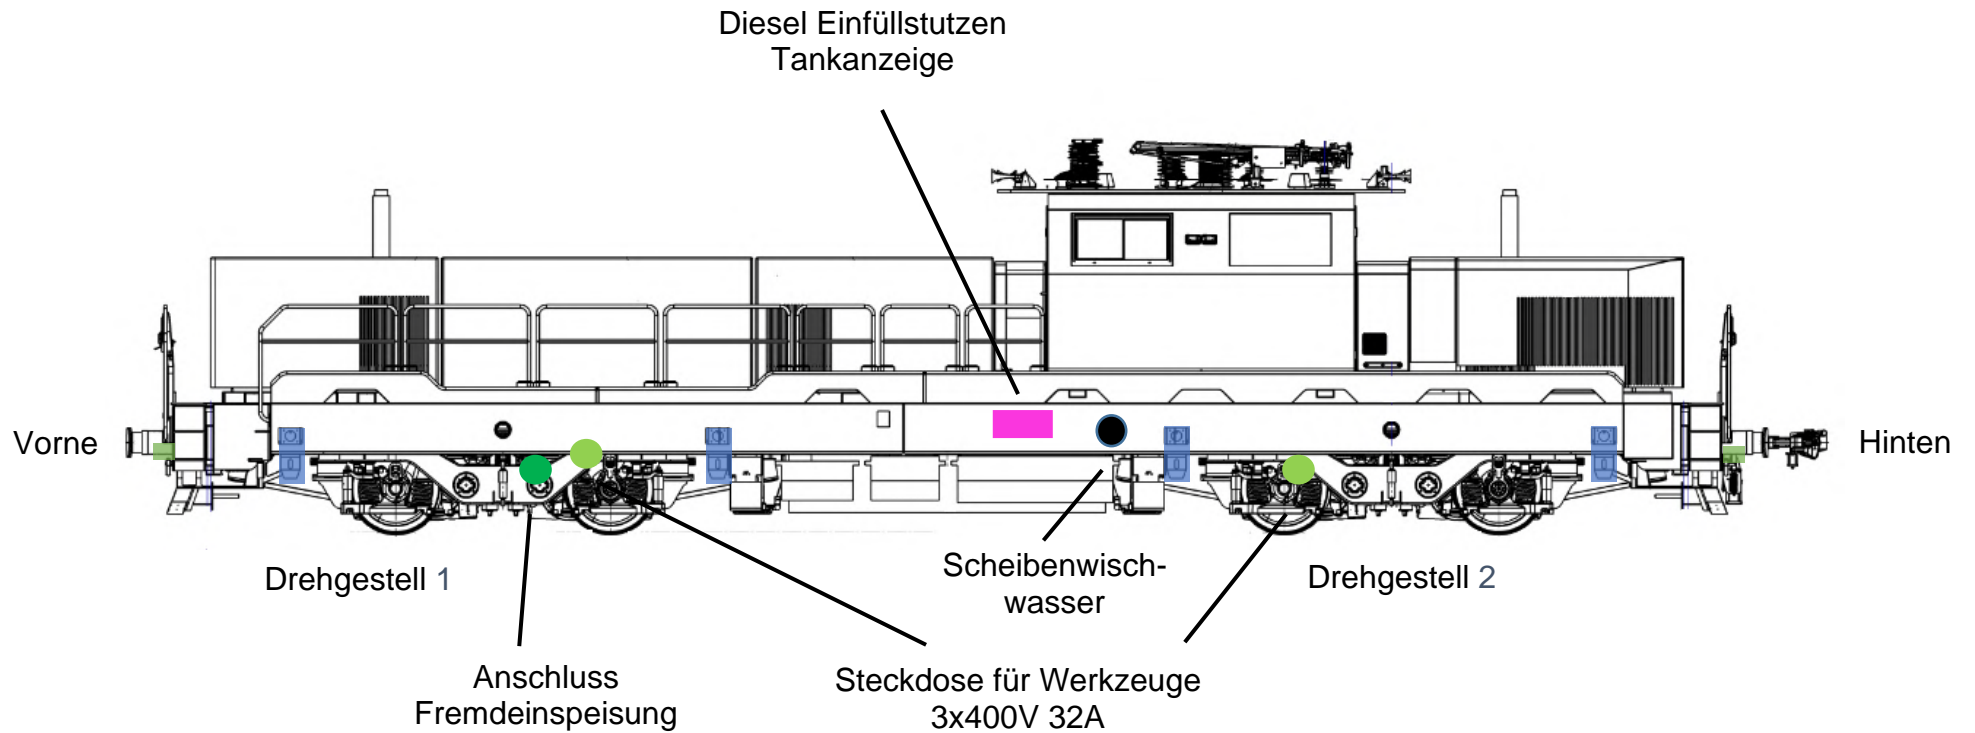 Diesel Einfüllstutzen
Tankanzeige
Vorne
Hinten
Drehgestell 1
Scheibenwisch-
wasser
Drehgestell 2
Anschluss
Fremdeinspeisung
Steckdose für Werkzeuge
3x400V 32A